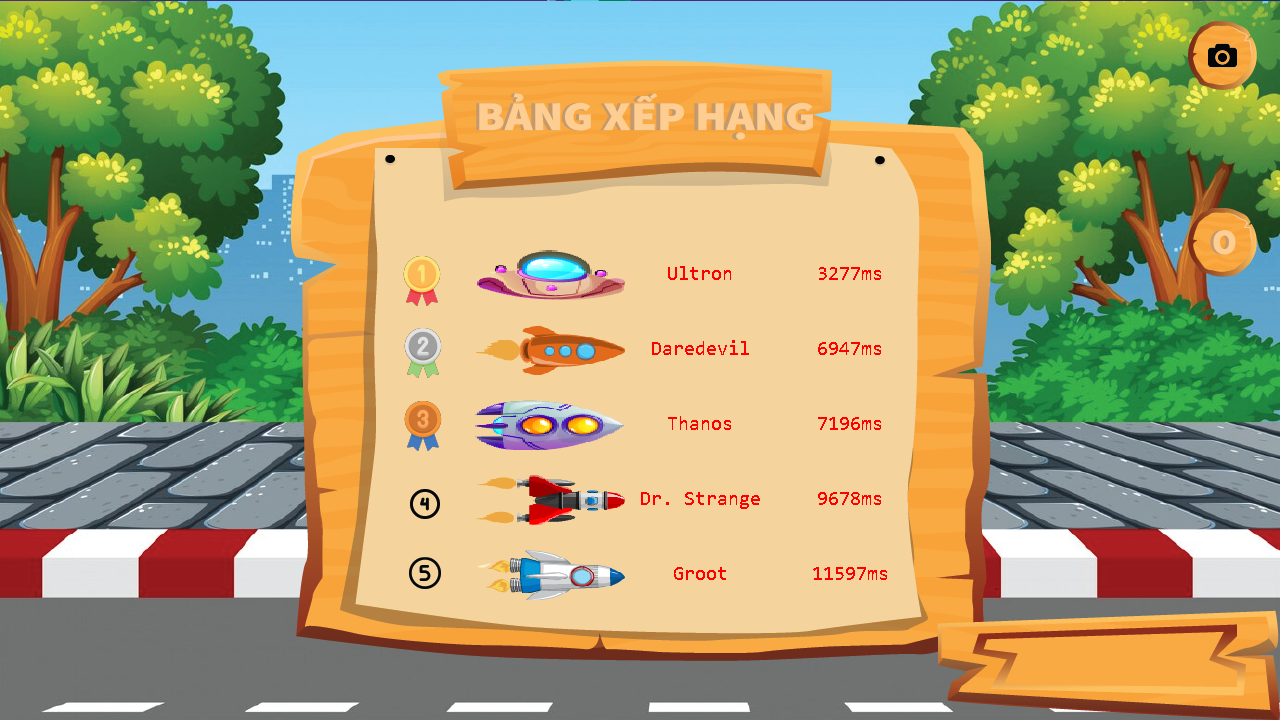 BẢNG XẾP HẠNG
1 Ultron 3277ms
2 Daredevil 6947ms
3 Thanos 7196ms
4 Dr. Strange 9678ms
5 Groot 11597ms
O